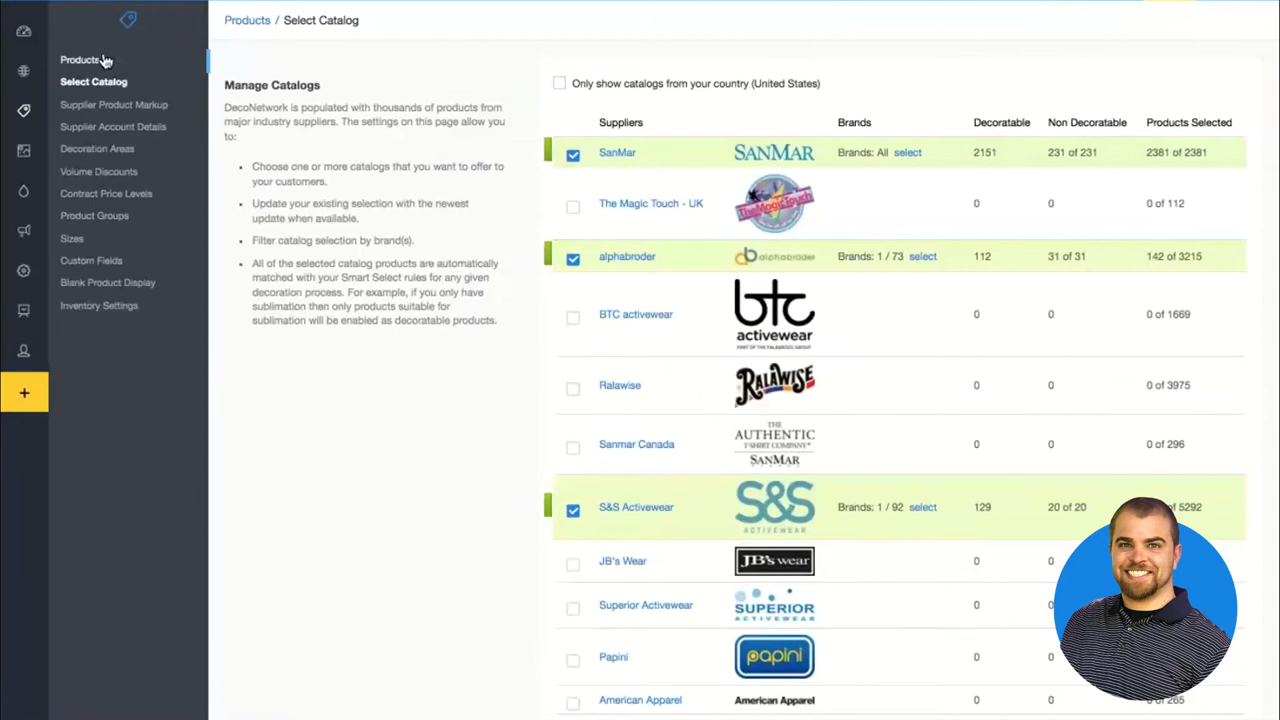 Products / Select Catalog
Products
Select Catalog
Supplier Product Markup
Supplier Account Details
Decoration Areas
Volume Discounts
Contract Price Levels
Product Groups
Sizes
Custom Fields
Blank Product Display
Inventory Settings
+
Manage Catalogs
DecoNetwork is populated with thousands of products from
major industry suppliers. The settings on this page allow you
to:
• Choose one or more catalogs that you want to offer to
your customers.
• Update your existing selection with the newest
update when available.
• Filter catalog selection by brand(s).
• All of the selected catalog products are automatically
matched with your Smart Select rules for any given
decoration process. For example, if you only have
sublimation then only products suitable for
sublimation will be enabled as decoratable products.
Only show catalogs from your country (United States)
Suppliers Brands Decoratable Non Decoratable Products Selected
SanMar SANMAR Brands: All select 2151 231 of 231 2381 of 2381
The Magic Touch - UK TheMagicTouch 0 0 0 of 112
alphabroder alphabroder Brands: 1 / 73 select 112 31 of 31 142 of 3215
BTC activewear btc activewear 0 0 0 of 1669
Ralawise RALAWISE 0 0 0 of 3975
Sanmar Canada THE AUTHENTIC T-SHIRT COMPANY SANMAR 0 0 0 of 296
S&S Activewear S&S ACTIVEWEAR Brands: 1 / 92 select 129 20 of 20 of 5292
JB's Wear JB's wear 0 0
Superior Activewear SUPERIOR ACTIVEWEAR 0 0
Papini papini 0 0
American Apparel American Apparel 0 0